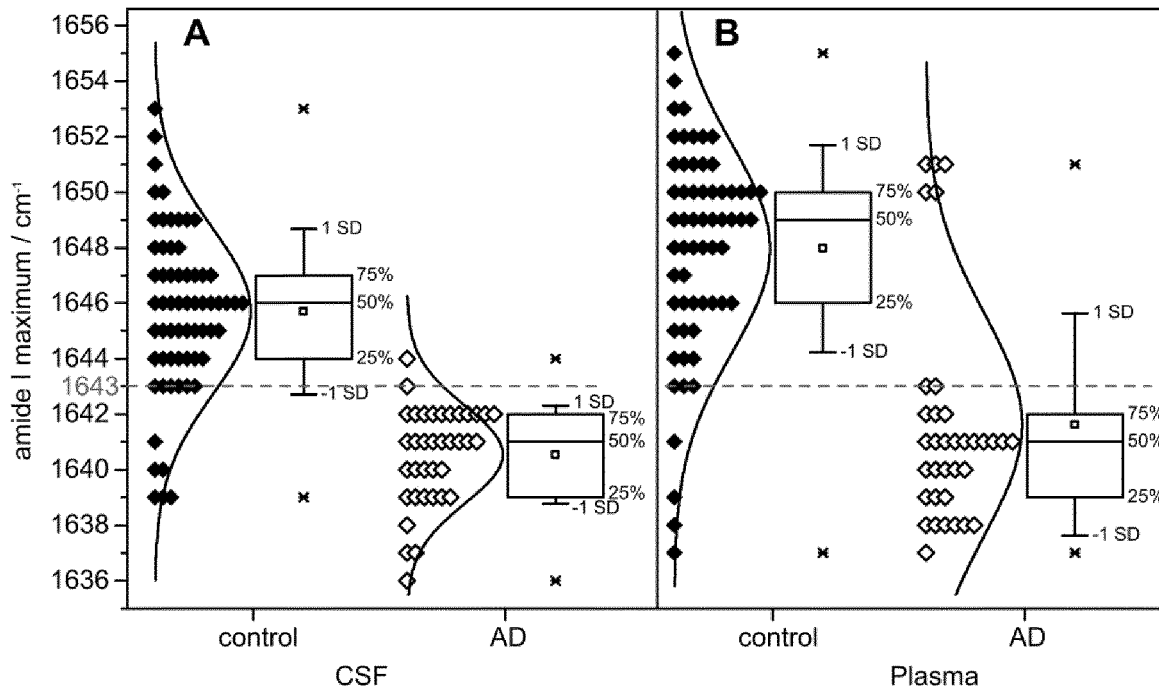 A
B
amide I maximum / cm⁻¹
1656
1654
1652
1650
1648
1646
1644
1643
1642
1640
1638
1636
1 SD
75%
50%
25%
-1 SD
1 SD
75%
50%
25%
-1 SD
1 SD
75%
50%
25%
-1 SD
1 SD
75%
50%
25%
-1 SD
control
AD
control
AD
CSF
Plasma